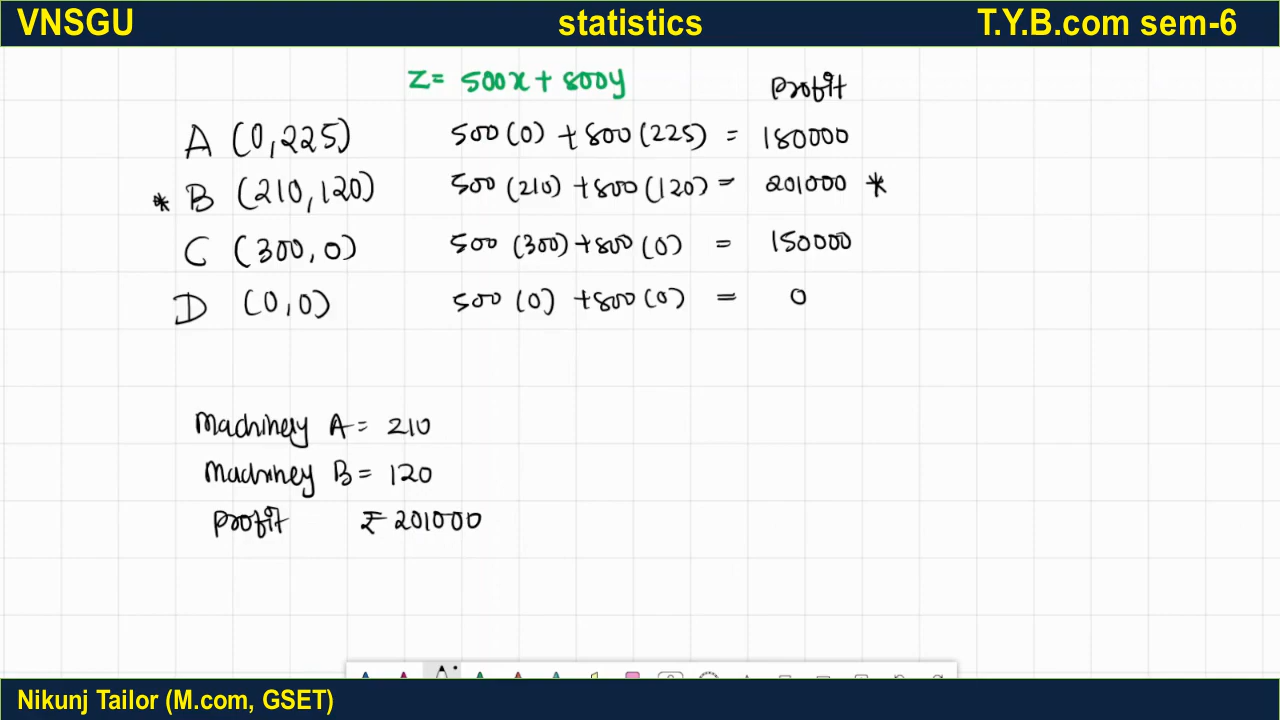 VNSGU statistics T.Y.B.com sem-6
Z= 500x + 800y Profit
A (0,225) 500 (0) + 800 (225) = 180000
* B (210,120) 500 (210) + 800 (120) = 201000 *
C (300,0) 500 (300) + 800 (0) = 150000
D (0,0) 500 (0) + 800 (0) = 0
Machinery A = 210
Machiney B = 120
Profit ₹ 201000
Nikunj Tailor (M.com, GSET)